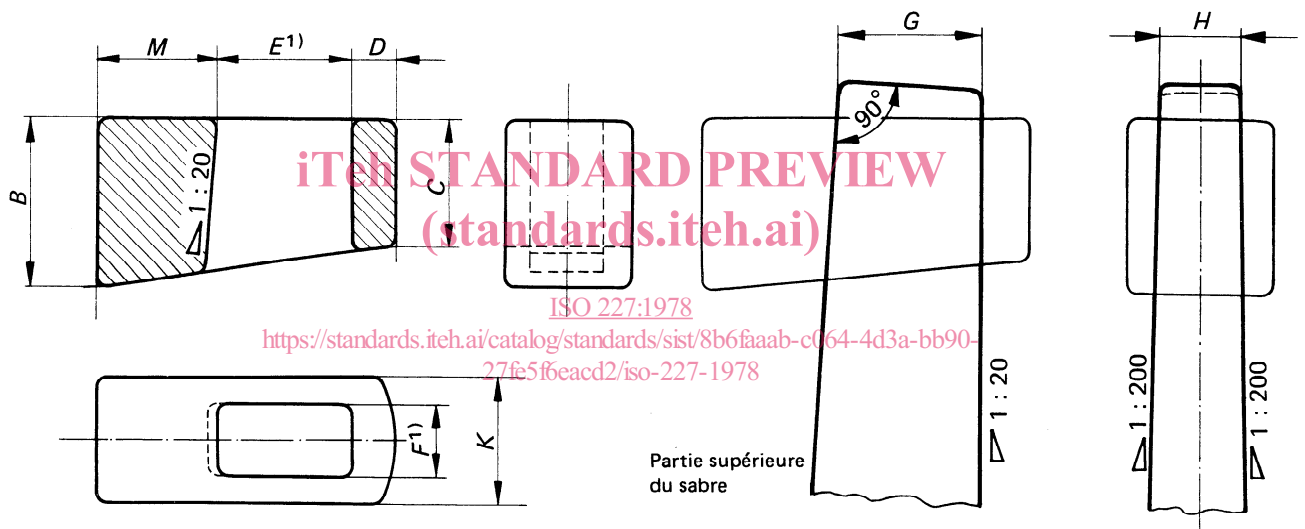 M
E¹⁾
D
G
H
90°
B
1 : 20
C
iTeh STANDARD PREVIEW
(standards.iteh.ai)
ISO 227:1978
https://standards.iteh.ai/catalog/standards/sist/8b6faaab-c064-4d3a-bb90-
27fe5f6eacd2/iso-227-1978
F¹⁾
K
Partie supérieure
du sabre
1 : 20
1 : 200
1 : 200